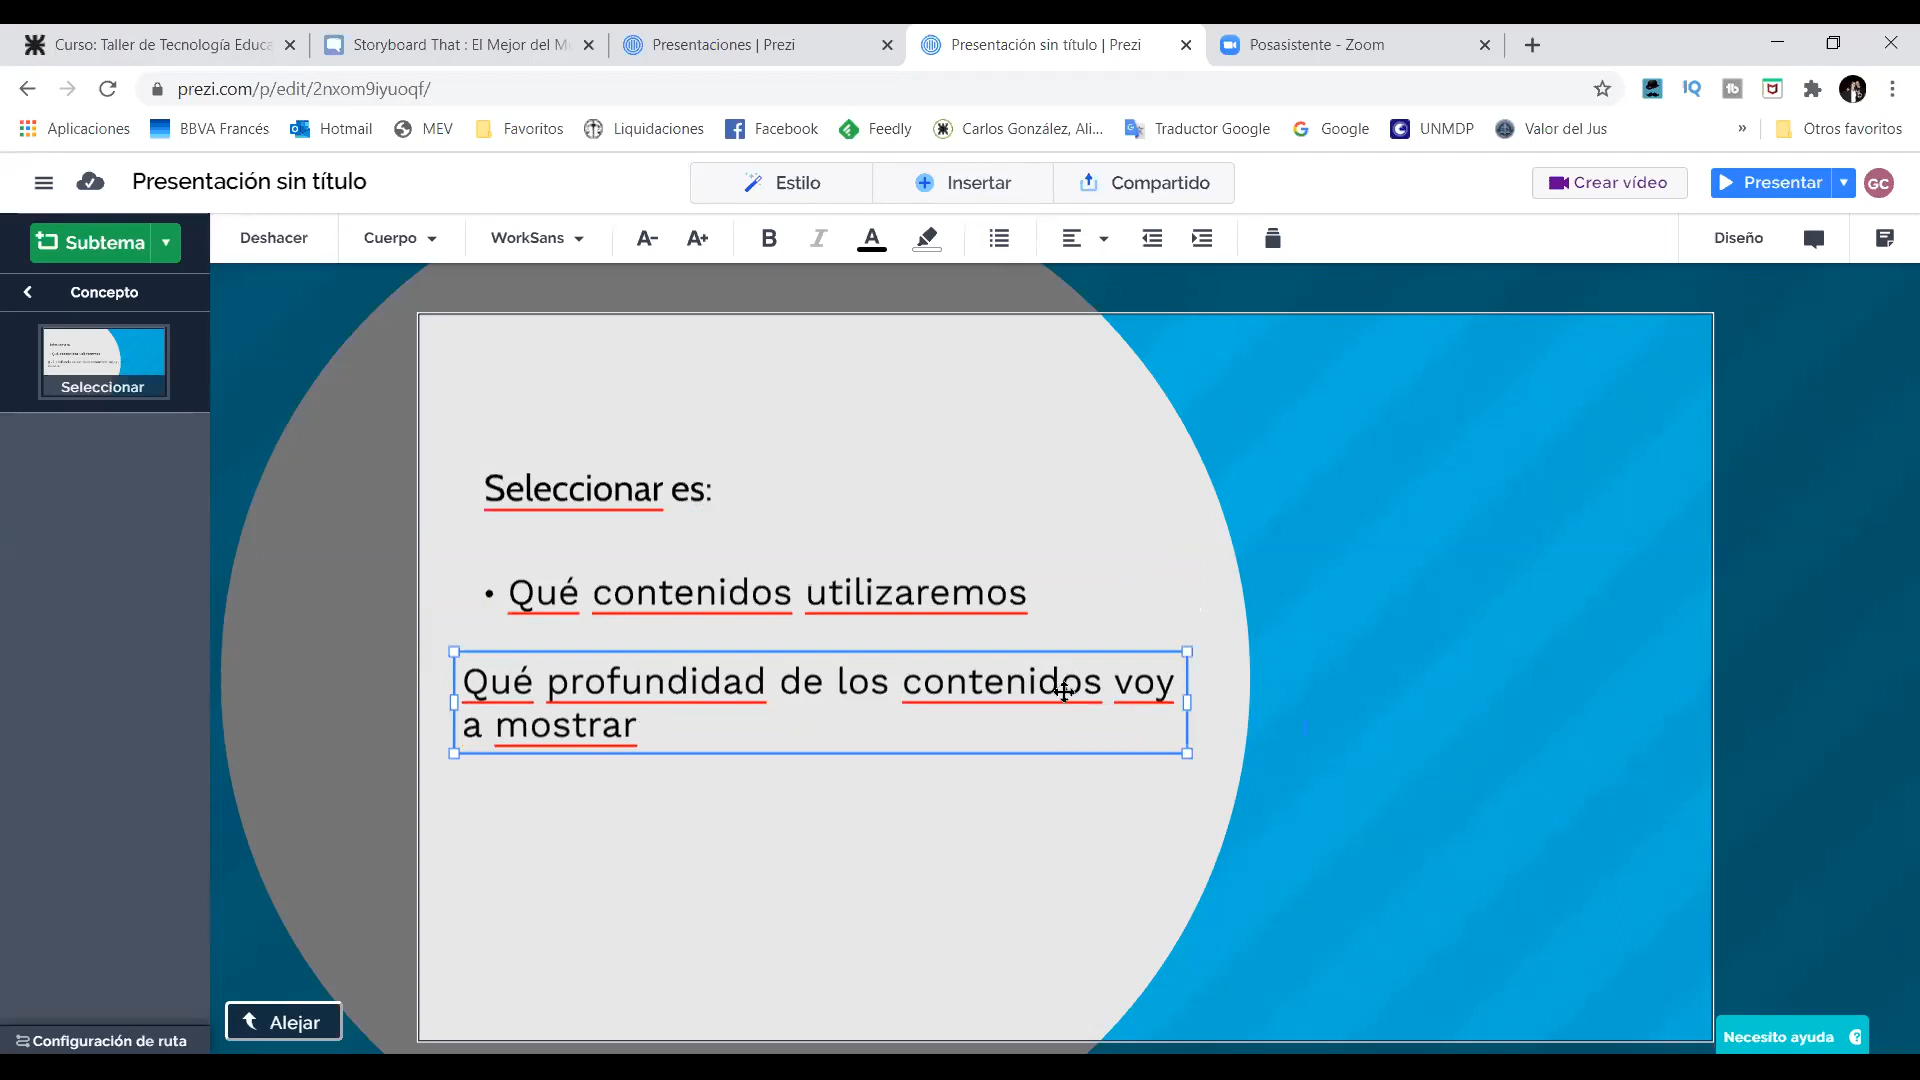 Curso: Taller de Tecnología Educa
Storyboard That : El Mejor del M
Presentaciones | Prezi
Presentación sin título | Prezi
Posasistente - Zoom
prezi.com/p/edit/2nxom9iyuoqf/
Aplicaciones
BBVA Francés
Hotmail
MEV
Favoritos
Liquidaciones
Facebook
Feedly
Carlos González, Ali...
Traductor Google
Google
UNMDP
Valor del Jus
»
Otros favoritos
Presentación sin título
Estilo
Insertar
Compartido
Crear vídeo
Presentar
GC
Subtema
Deshacer
Cuerpo
WorkSans
A-
A+
B
I
A
Diseño
Concepto
Seleccionar
Seleccionar es:
• Qué contenidos utilizaremos
Qué profundidad de los contenidos voy
a mostrar
Alejar
Configuración de ruta
Necesito ayuda ?